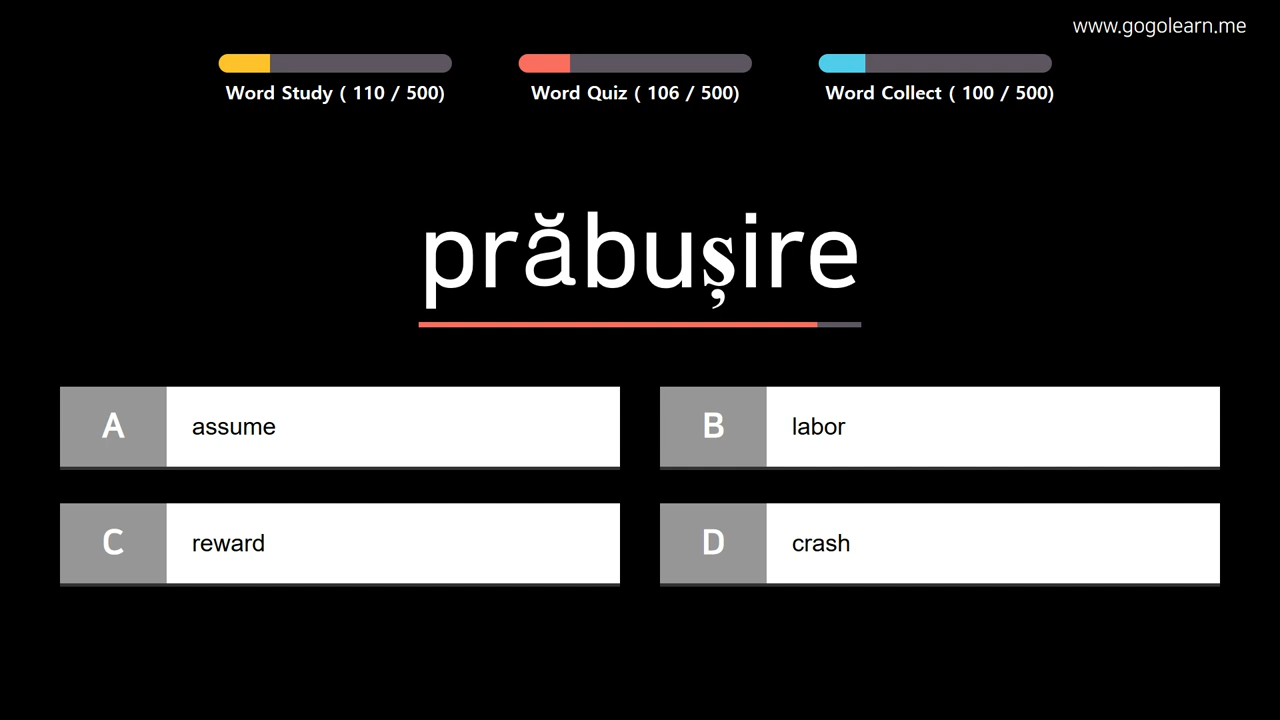 www.gogolearn.me
Word Study ( 110 / 500)
Word Quiz ( 106 / 500)
Word Collect ( 100 / 500)
prăbușire
A assume
B labor
C reward
D crash